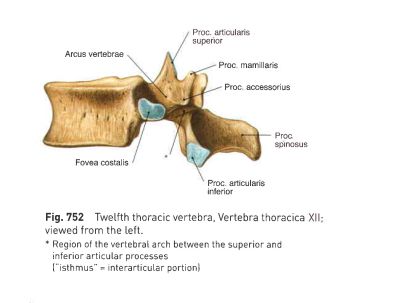 Proc. articularis
superior
Arcus vertebrae
Proc. mamillaris
Proc. accessorius
Proc.
spinosus
Fovea costalis
*
Proc. articularis
inferior
Fig. 752 Twelfth thoracic vertebra, Vertebra thoracica XII;
viewed from the left.
* Region of the vertebral arch between the superior and
inferior articular processes
("isthmus" = interarticular portion)